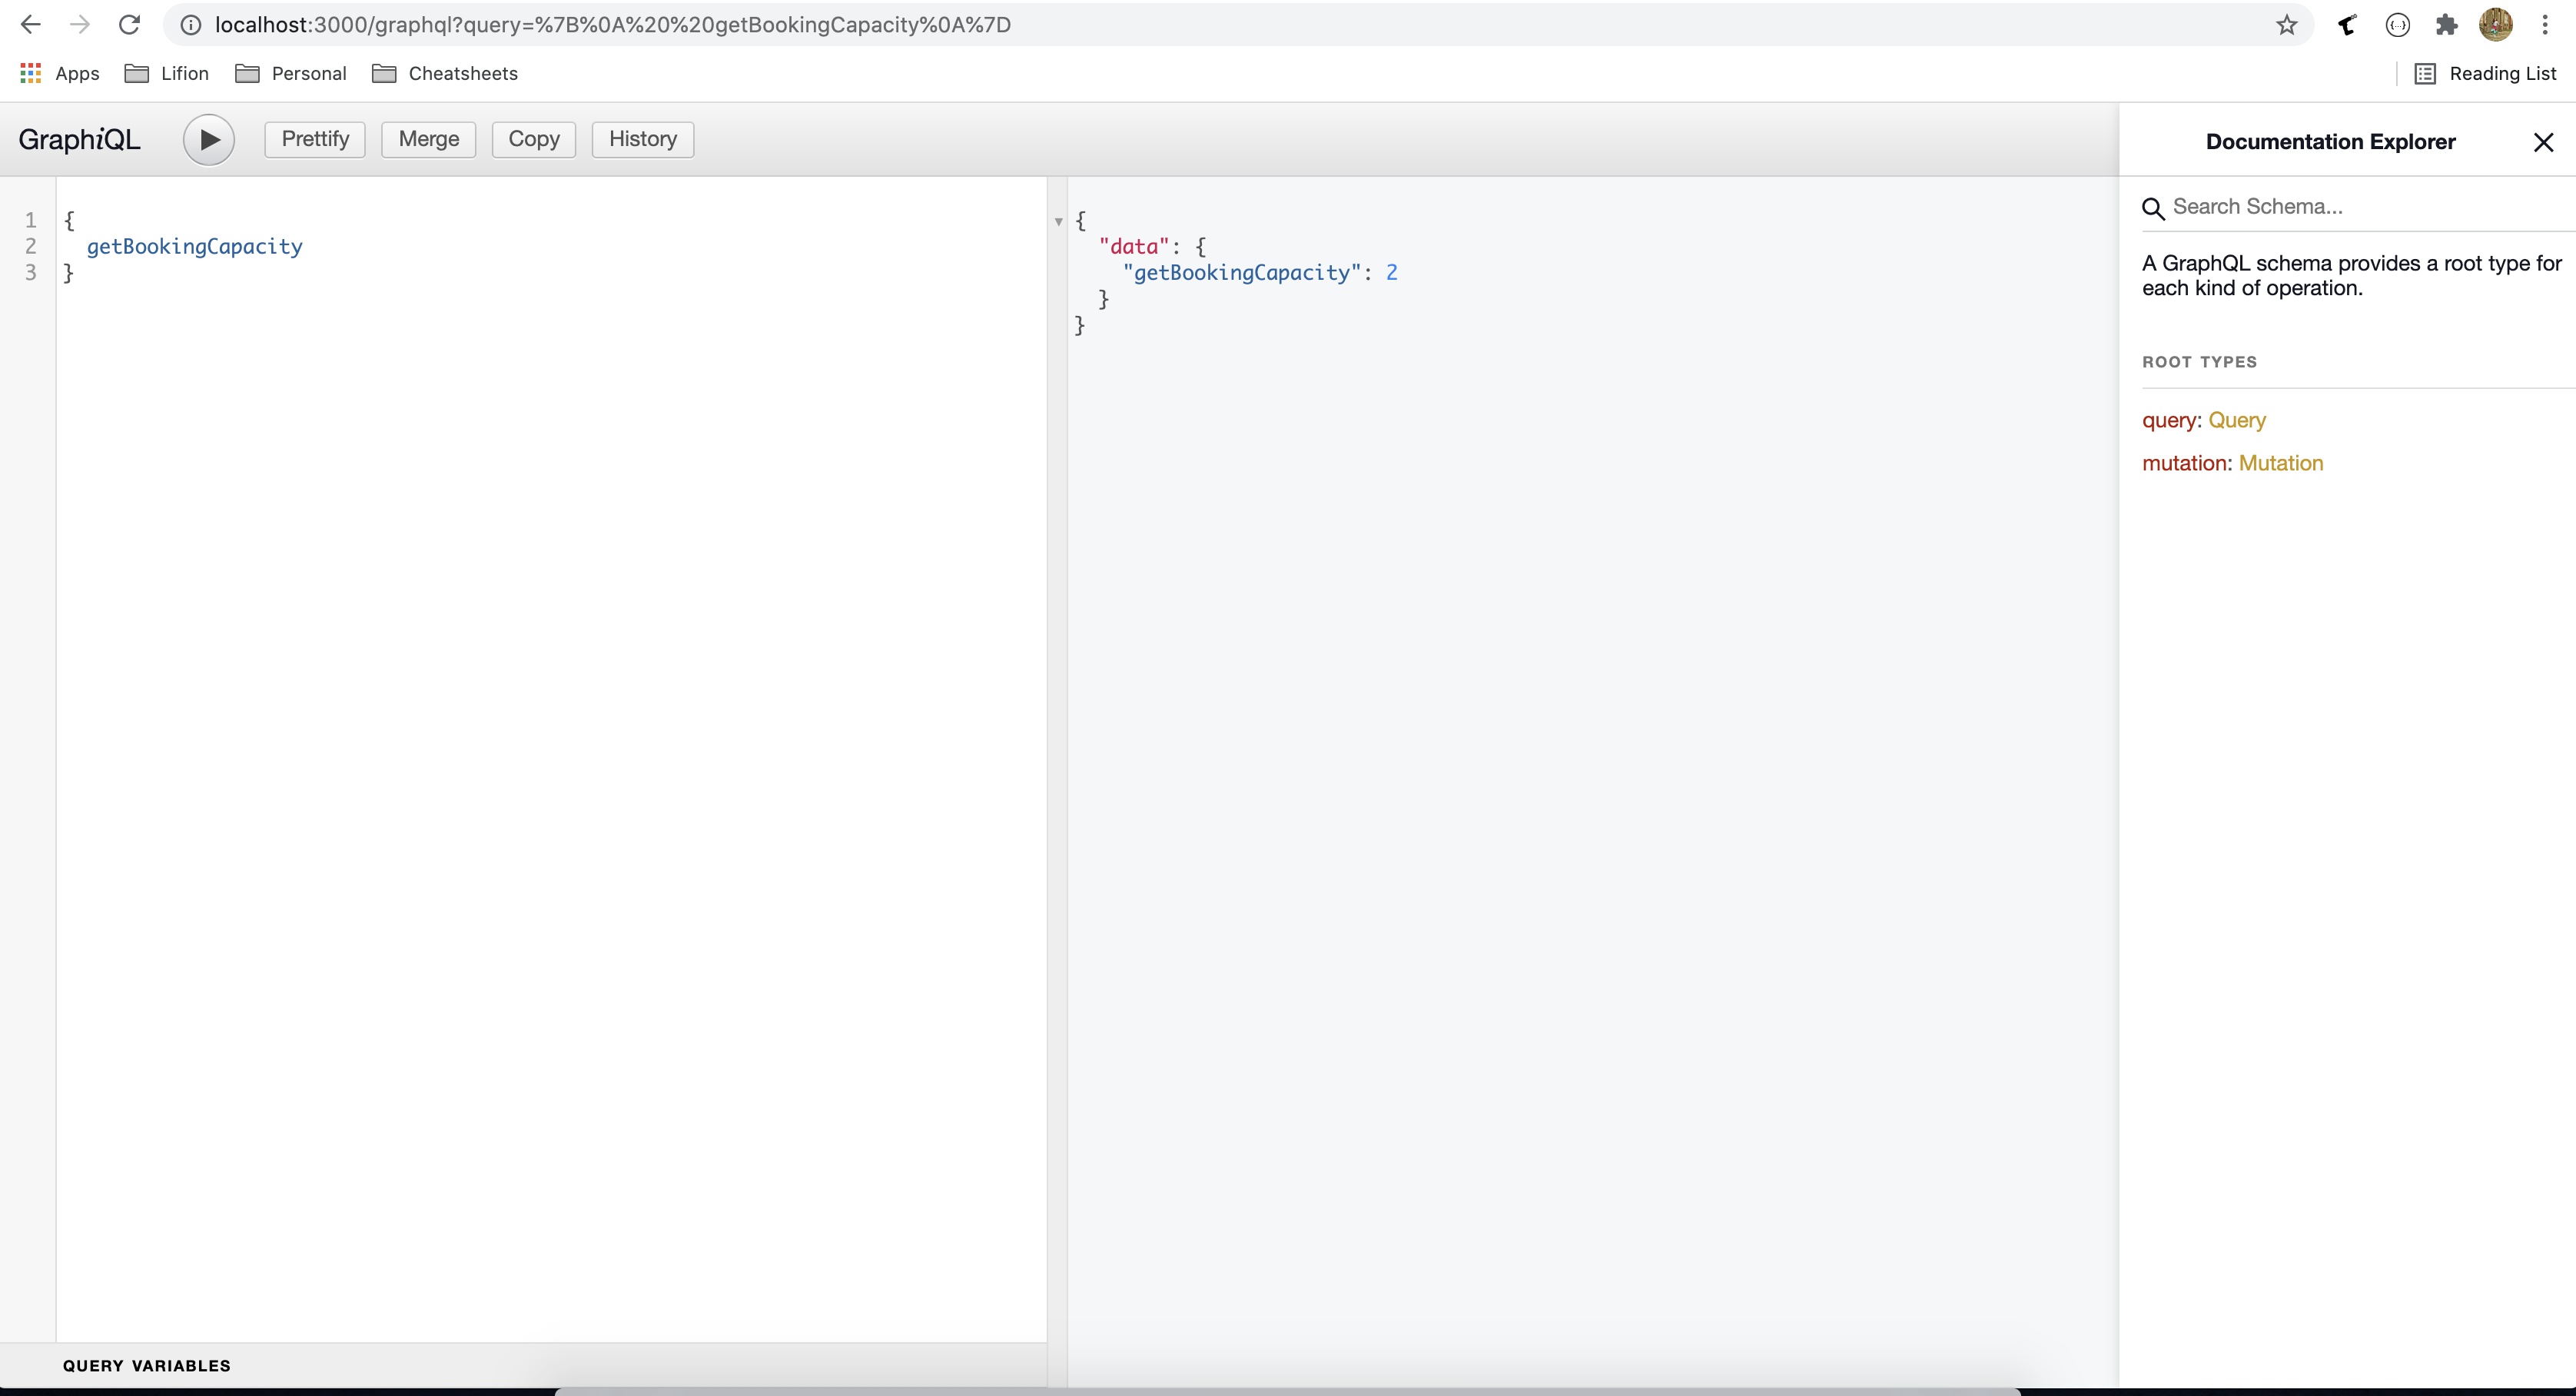 localhost:3000/graphql?query=%7B%0A%20%20getBookingCapacity%0A%7D
Apps Lifion Personal Cheatsheets Reading List
GraphiQL Prettify Merge Copy History
1 {
2 getBookingCapacity
3 }
QUERY VARIABLES
{
"data": {
"getBookingCapacity": 2
}
}
Documentation Explorer
Search Schema...
A GraphQL schema provides a root type for
each kind of operation.
ROOT TYPES
query: Query
mutation: Mutation